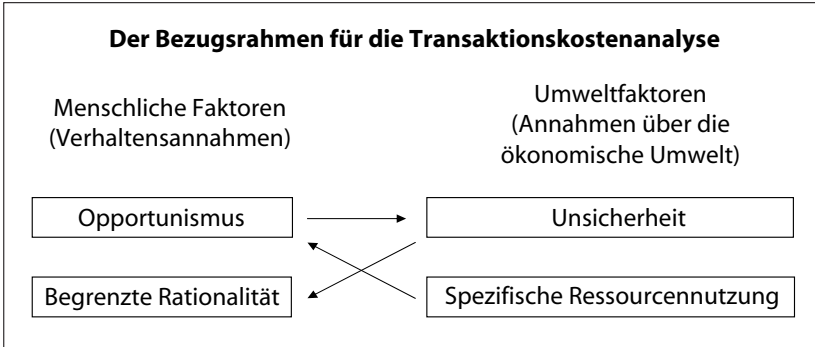 Der Bezugsrahmen für die Transaktionskostenanalyse
Menschliche Faktoren
(Verhaltensannahmen)
Umweltfaktoren
(Annahmen über die
ökonomische Umwelt)
Opportunismus
Unsicherheit
Begrenzte Rationalität
Spezifische Ressourcennutzung